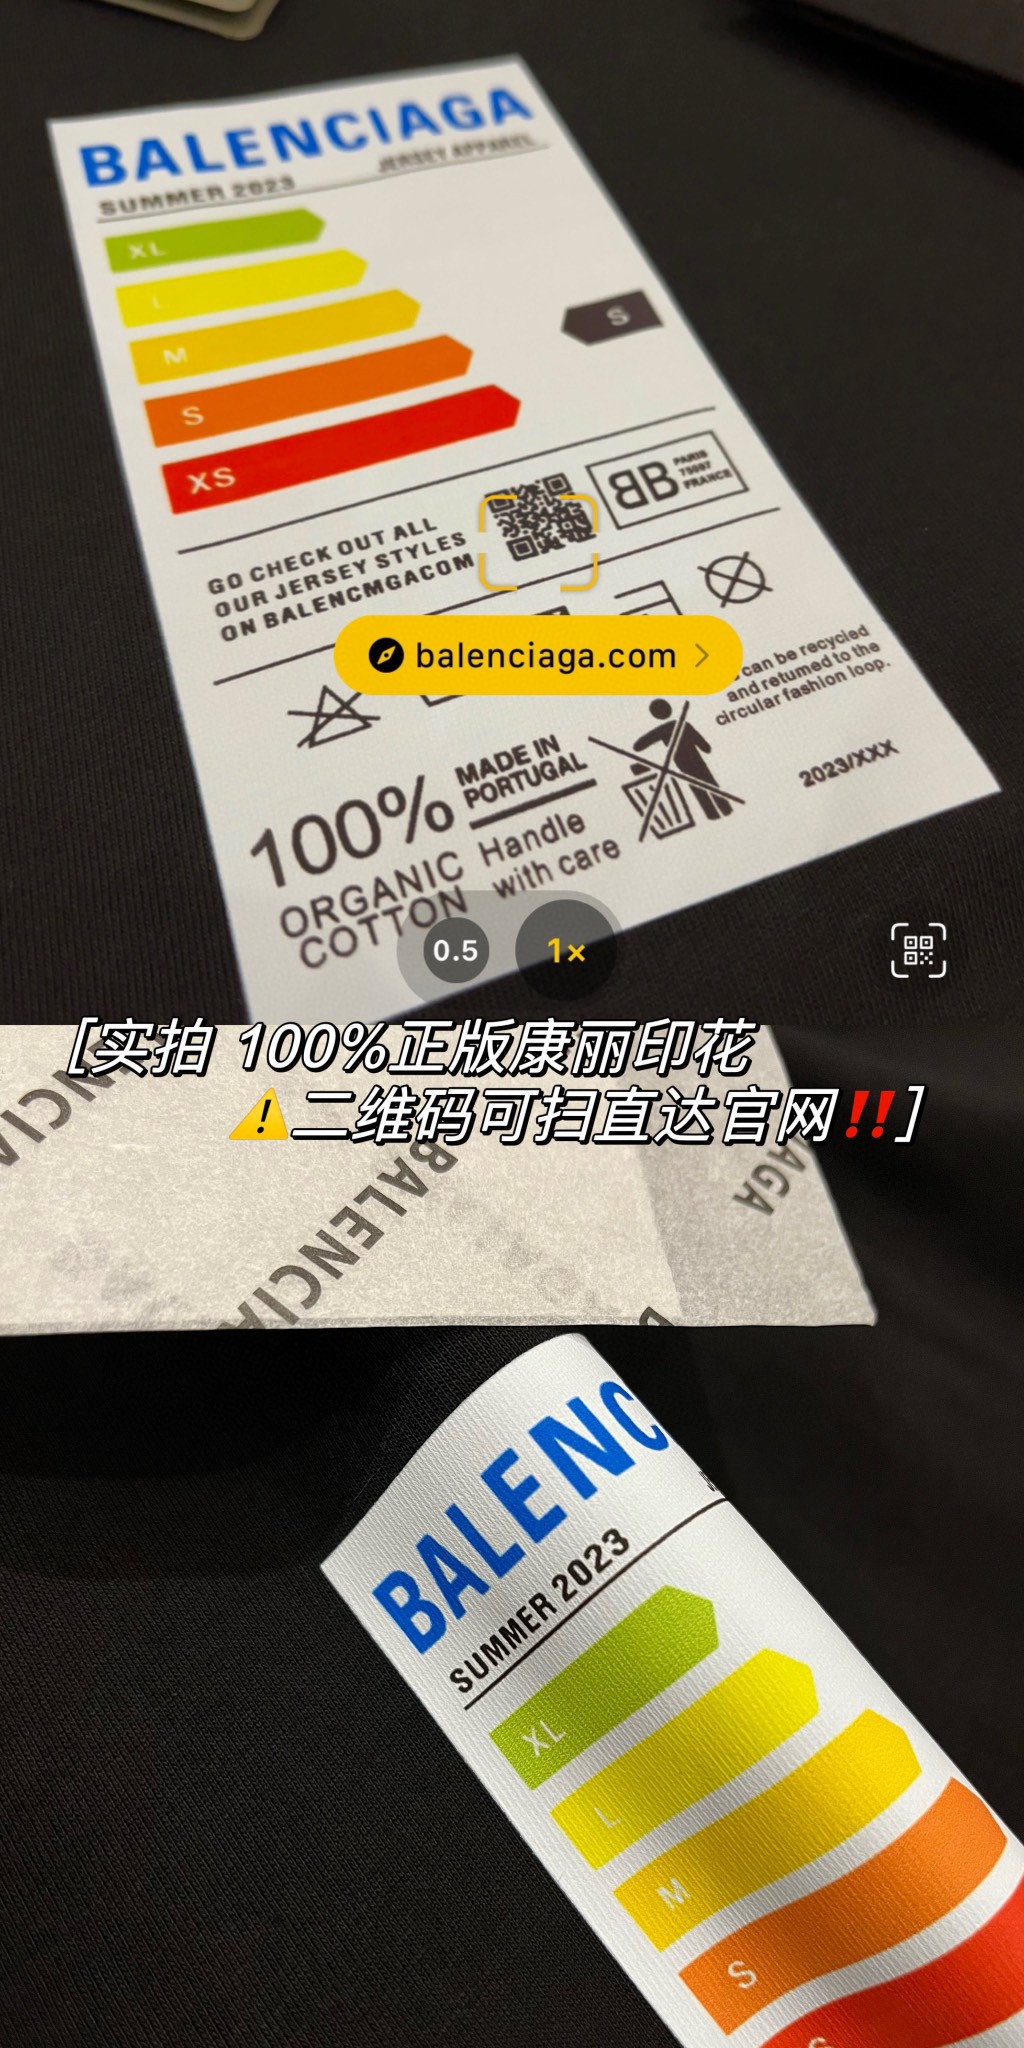 BALENCIAGA
SUMMER 2023 JERSEY APPAREL
XL
L
M
S
S
XS
GO CHECK OUT ALL
OUR JERSEY STYLES
ON BALENCMGACOM
BB
PARIS
75007
FRANCE
balenciaga.com
can be recycled
and returned to the
circular fashion loop.
2023/XXX
100%
ORGANIC
COTTON
MADE IN
PORTUGAL
Handle
with care
0.5
1×
[实拍 100%正版康丽印花
⚠️二维码可扫直达官网‼️]
BALENCIA
AGA
BALENC
SUMMER 2023
XL
L
M
S